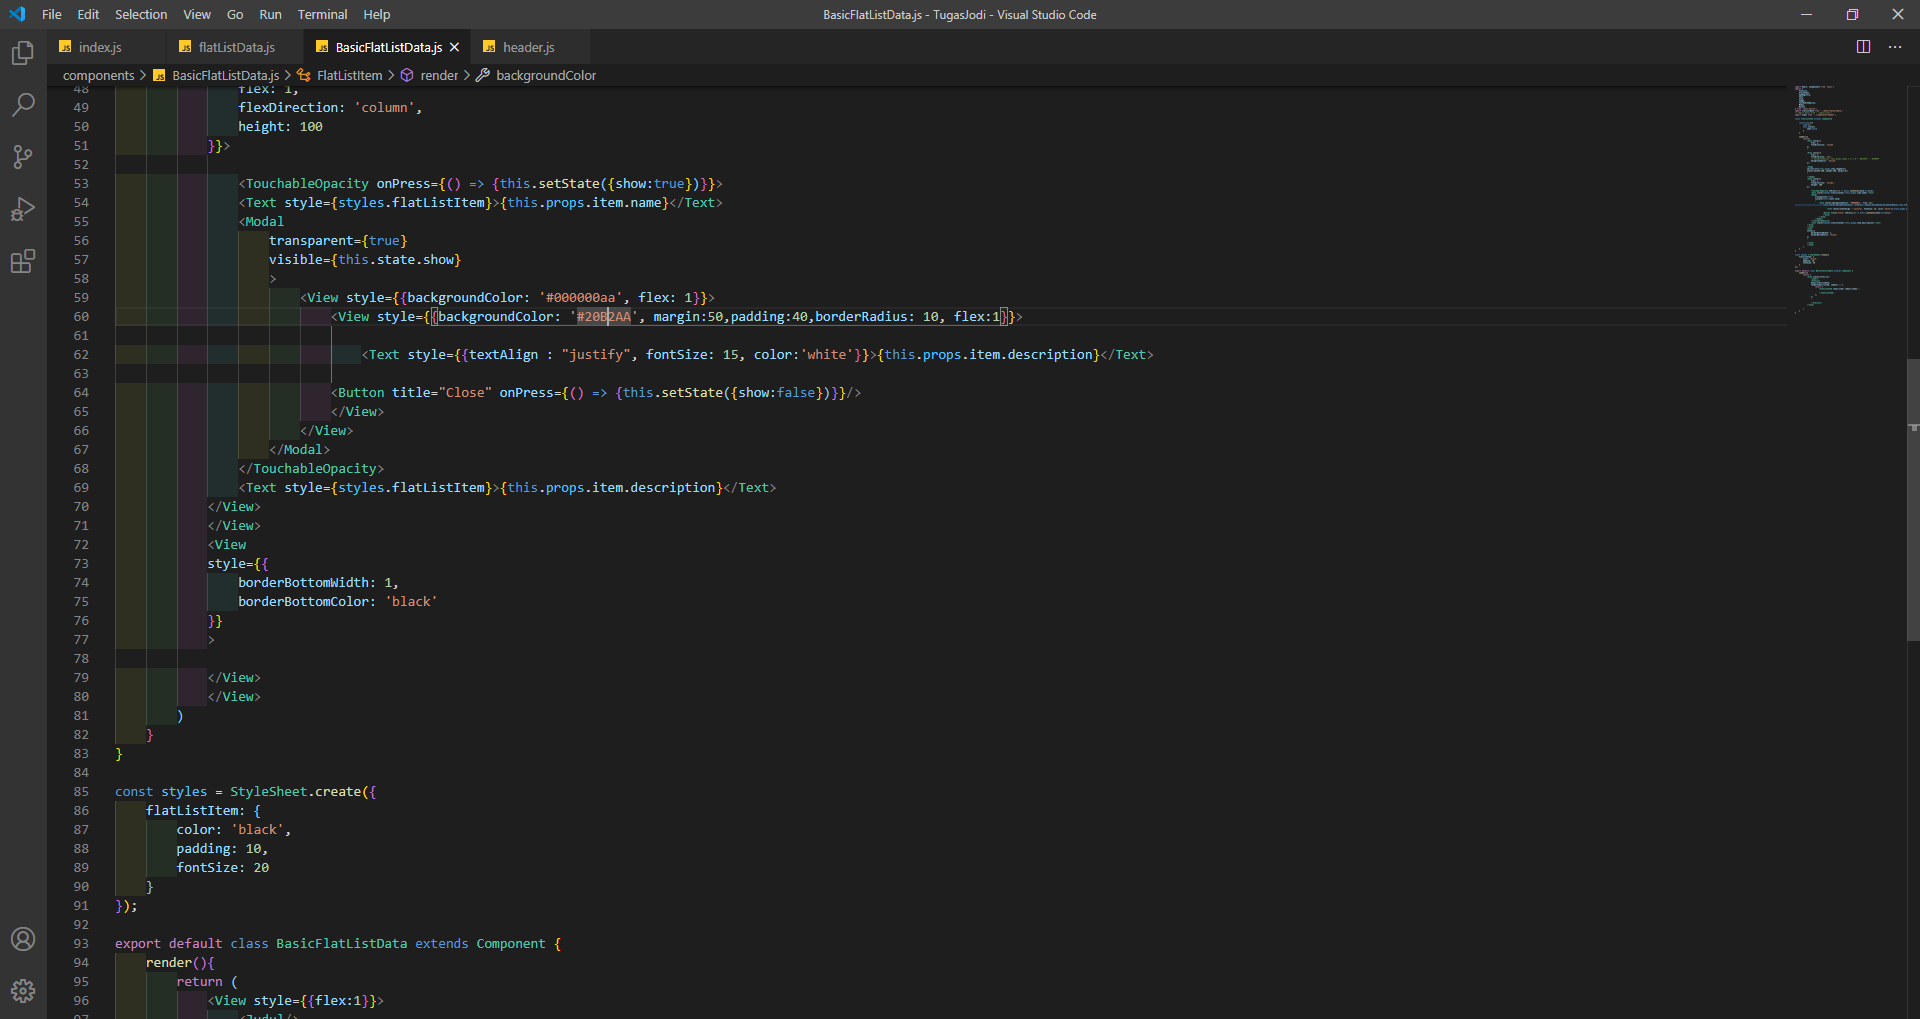 File Edit Selection View Go Run Terminal Help
BasicFlatListData.js - TugasJodi - Visual Studio Code
index.js
flatListData.js
BasicFlatListData.js
header.js
components > BasicFlatListData.js > FlatListItem > render > backgroundColor
48 flex: 1,
49 flexDirection: 'column',
50 height: 100
51 }}>
52
53 <TouchableOpacity onPress={() => {this.setState({show:true})}}>
54 <Text style={styles.flatListItem}>{this.props.item.name}</Text>
55 <Modal
56 transparent={true}
57 visible={this.state.show}
58 >
59 <View style={{backgroundColor: '#000000aa', flex: 1}}>
60 <View style={{backgroundColor: '#20B2AA', margin:50,padding:40,borderRadius: 10, flex:1}}>
61
62 <Text style={{textAlign : "justify", fontSize: 15, color:'white'}}>{this.props.item.description}</Text>
63
64 <Button title="Close" onPress={() => {this.setState({show:false})}}/>
65 </View>
66 </View>
67 </Modal>
68 </TouchableOpacity>
69 <Text style={styles.flatListItem}>{this.props.item.description}</Text>
70 </View>
71 </View>
72 <View
73 style={{
74 borderBottomWidth: 1,
75 borderBottomColor: 'black'
76 }}
77 >
78
79 </View>
80 </View>
81 )
82 }
83 }
84
85 const styles = StyleSheet.create({
86 flatListItem: {
87 color: 'black',
88 padding: 10,
89 fontSize: 20
90 }
91 });
92
93 export default class BasicFlatListData extends Component {
94 render(){
95 return (
96 <View style={{flex:1}}>
97 <Judul/>